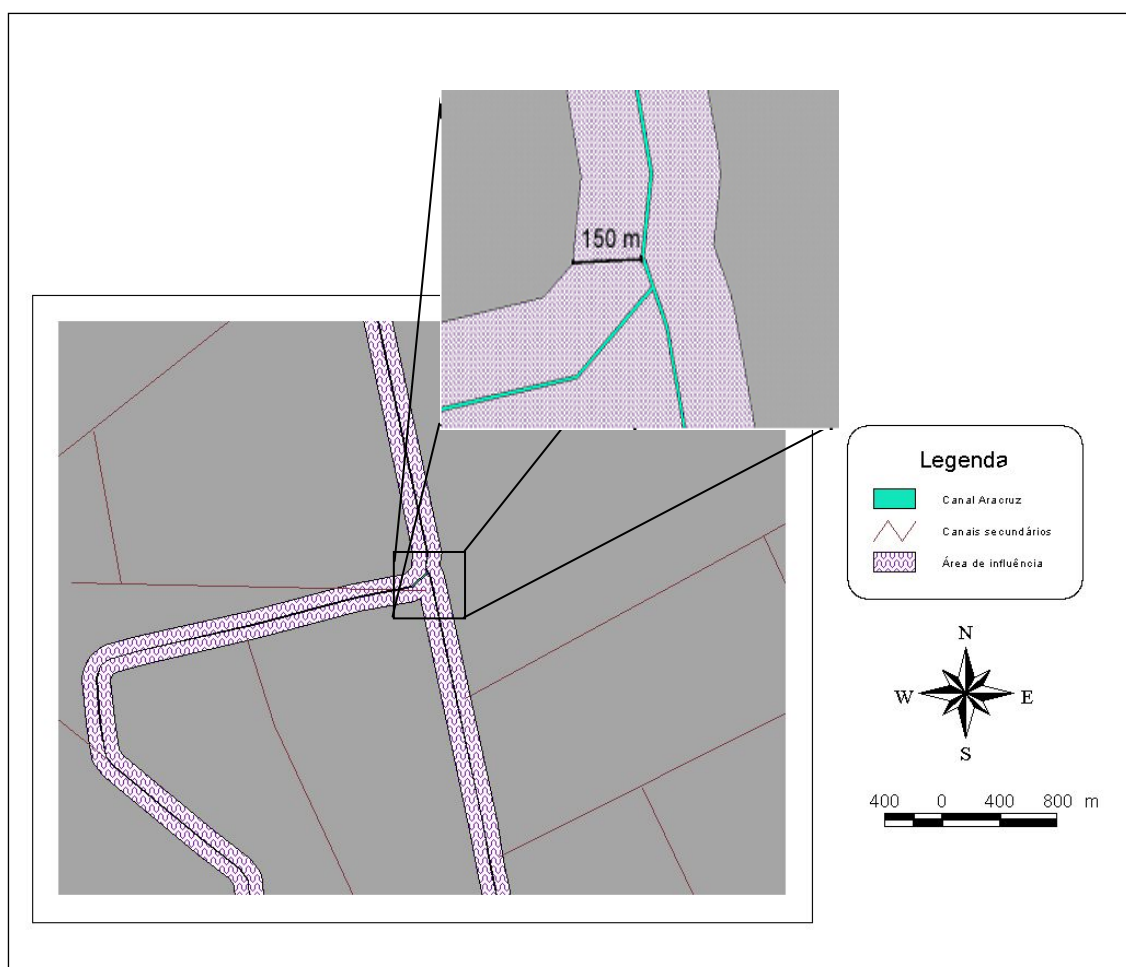 150 m
Legenda
Canal Aracruz
Canais secundários
Área de influência
N
W E
S
400 0 400 800 m